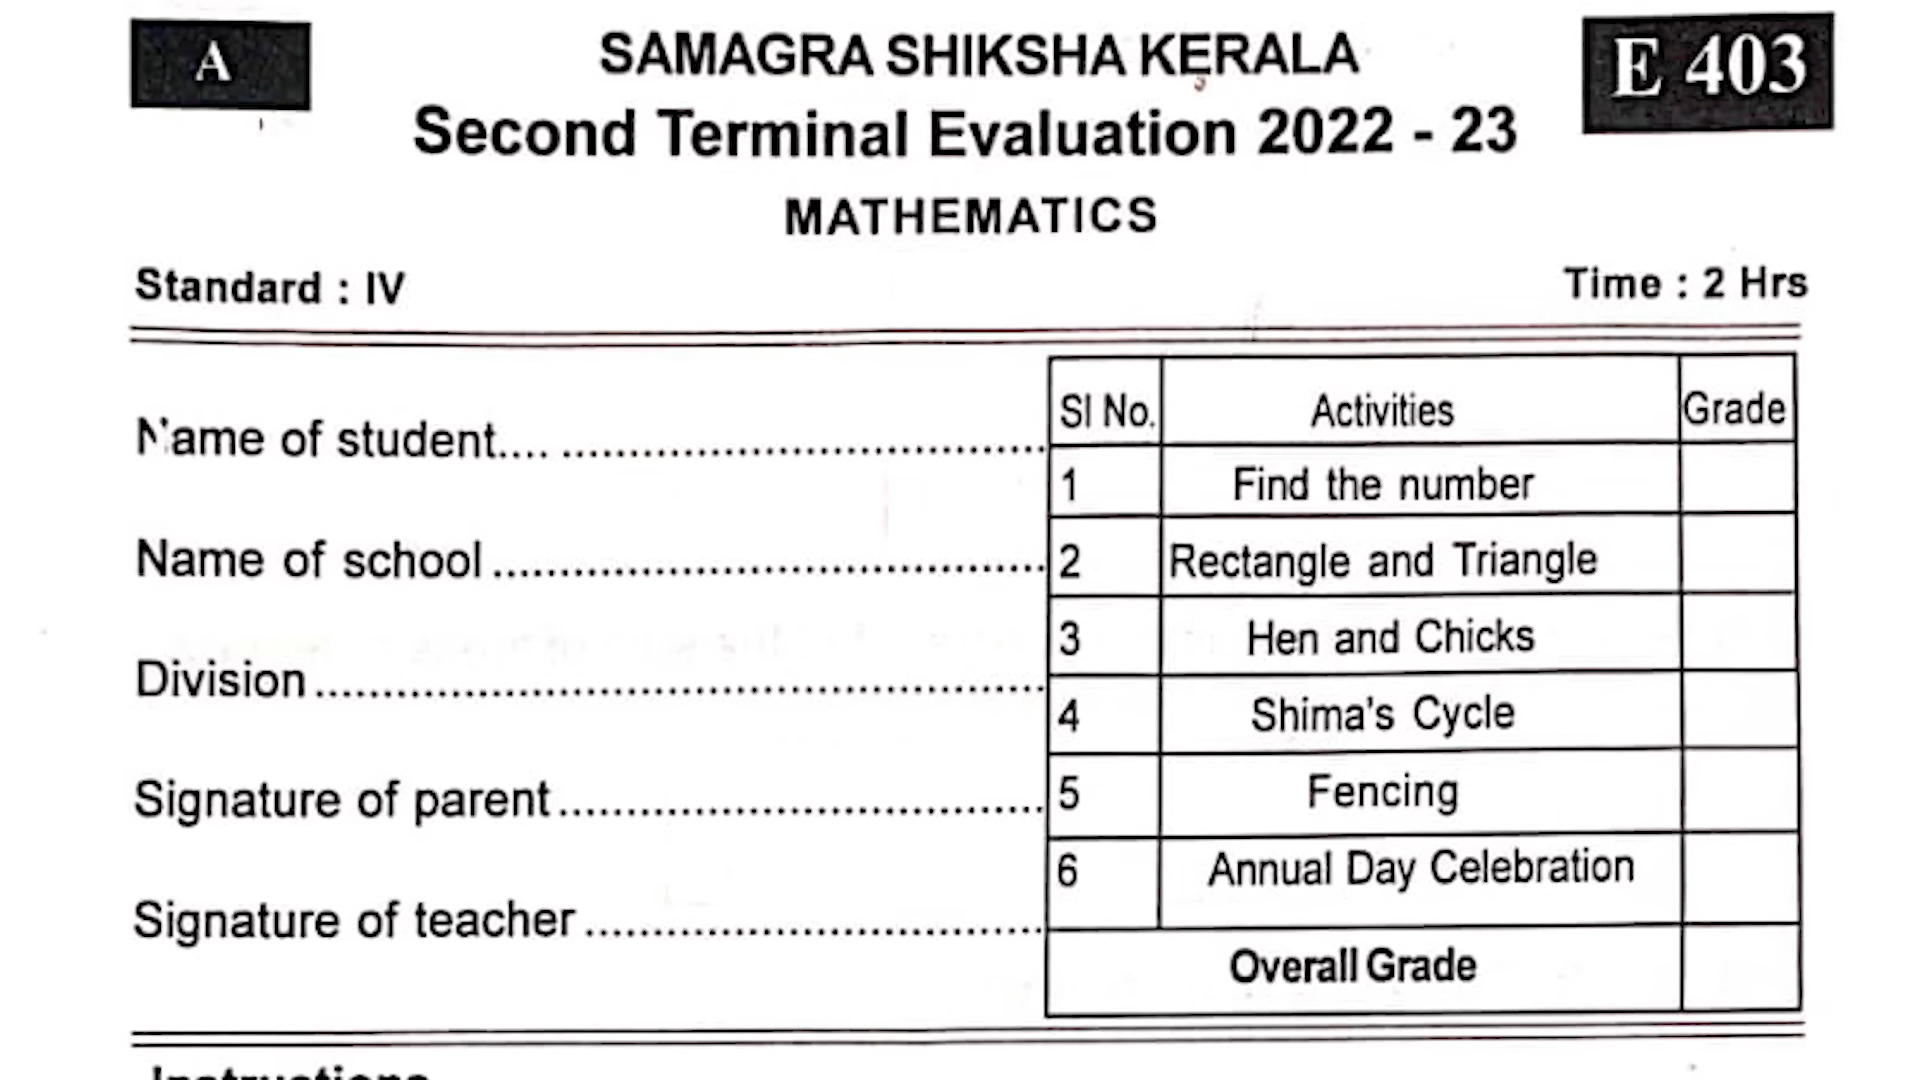 A
SAMAGRA SHIKSHA KERALA
E 403
Second Terminal Evaluation 2022 - 23
MATHEMATICS
Standard : IV
Time : 2 Hrs
Name of student.... ........................................
Name of school ........................................
Division ........................................
Signature of parent ........................................
Signature of teacher ........................................
Sl No. Activities Grade
1 Find the number
2 Rectangle and Triangle
3 Hen and Chicks
4 Shima's Cycle
5 Fencing
6 Annual Day Celebration
Overall Grade
Instructions